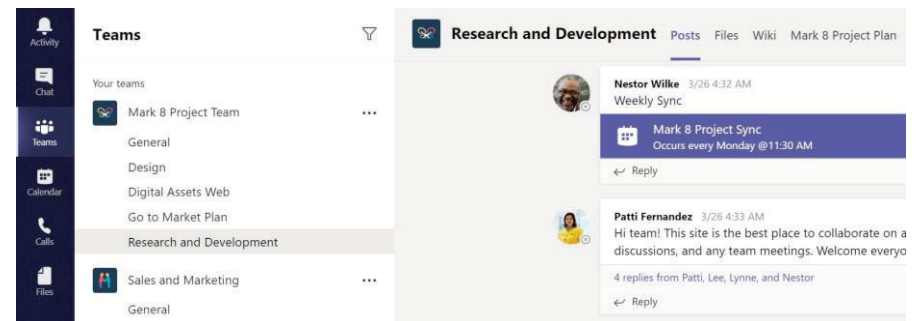 Activity
Chat
Teams
Calendar
Calls
Files
Teams
Your teams
Mark 8 Project Team
General
Design
Digital Assets Web
Go to Market Plan
Research and Development
Sales and Marketing
General
Research and Development Posts Files Wiki Mark 8 Project Plan
Nestor Wilke 3/26 4:32 AM
Weekly Sync
Mark 8 Project Sync
Occurs every Monday @11:30 AM
Reply
Patti Fernandez 3/26 4:33 AM
Hi team! This site is the best place to collaborate on a
discussions, and any team meetings. Welcome everyo
4 replies from Patti, Lee, Lynne, and Nestor
Reply